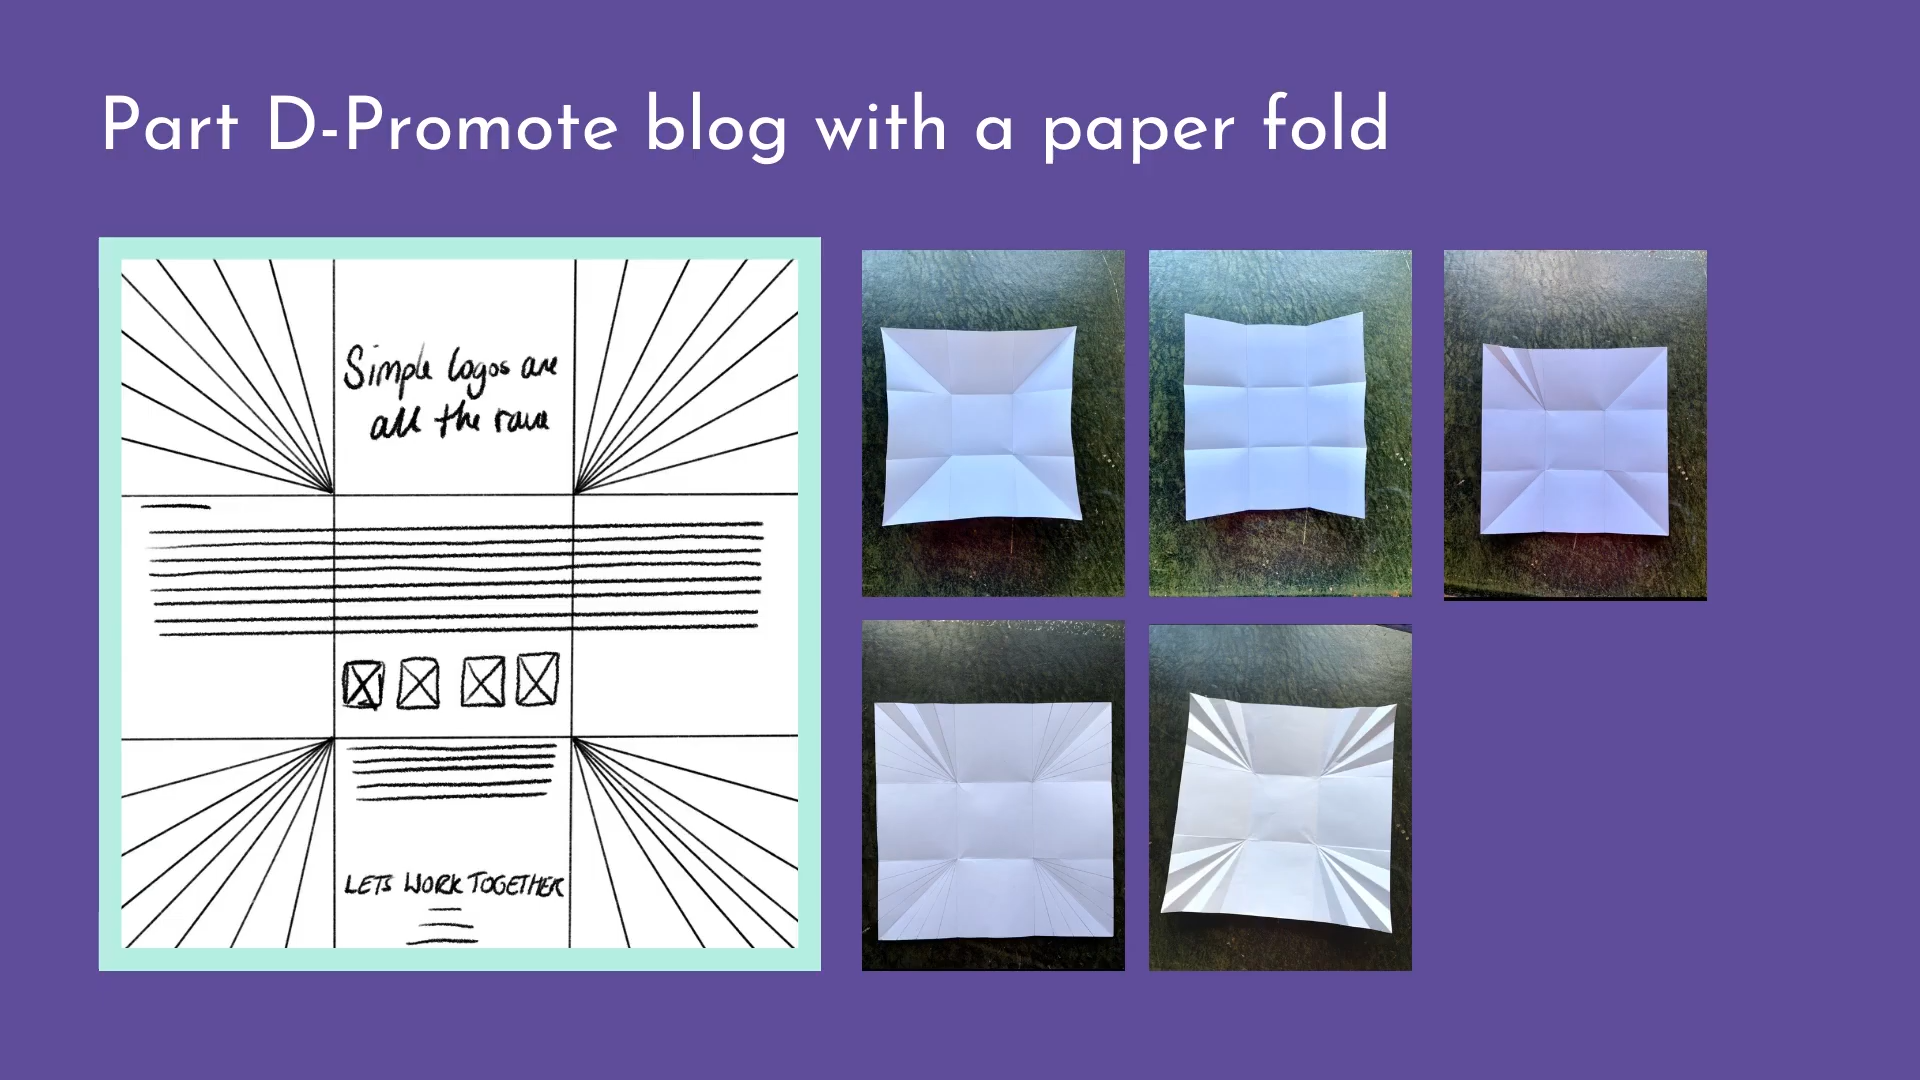 Part D-Promote blog with a paper fold
Simple logos are
all the rave
LETS WORK TOGETHER